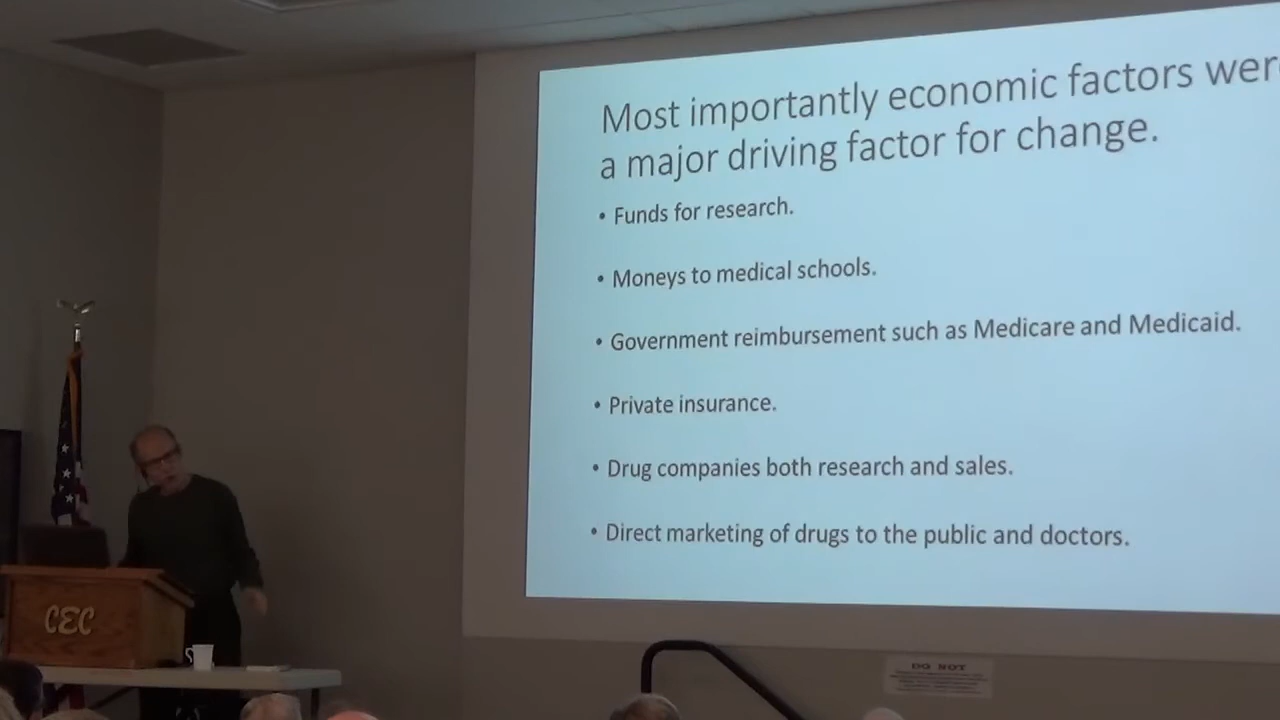 Most importantly economic factors were
a major driving factor for change.
• Funds for research.
• Moneys to medical schools.
• Government reimbursement such as Medicare and Medicaid.
• Private insurance.
• Drug companies both research and sales.
• Direct marketing of drugs to the public and doctors.
CEC
DO NOT